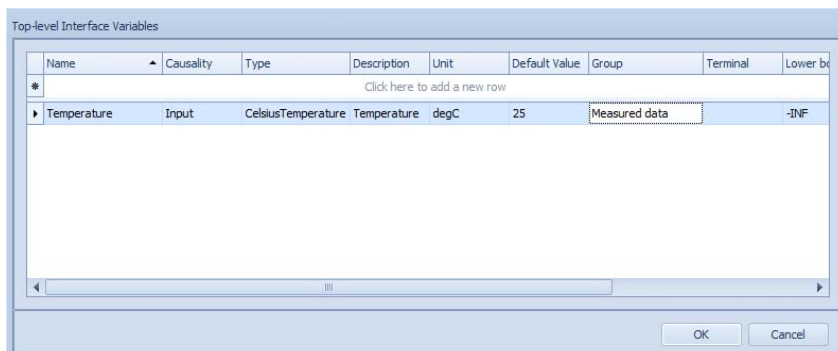 Top-level Interface Variables
Name Causality Type Description Unit Default Value Group Terminal Lower bo
Click here to add a new row
Temperature Input CelsiusTemperature Temperature degC 25 Measured data -INF
OK Cancel